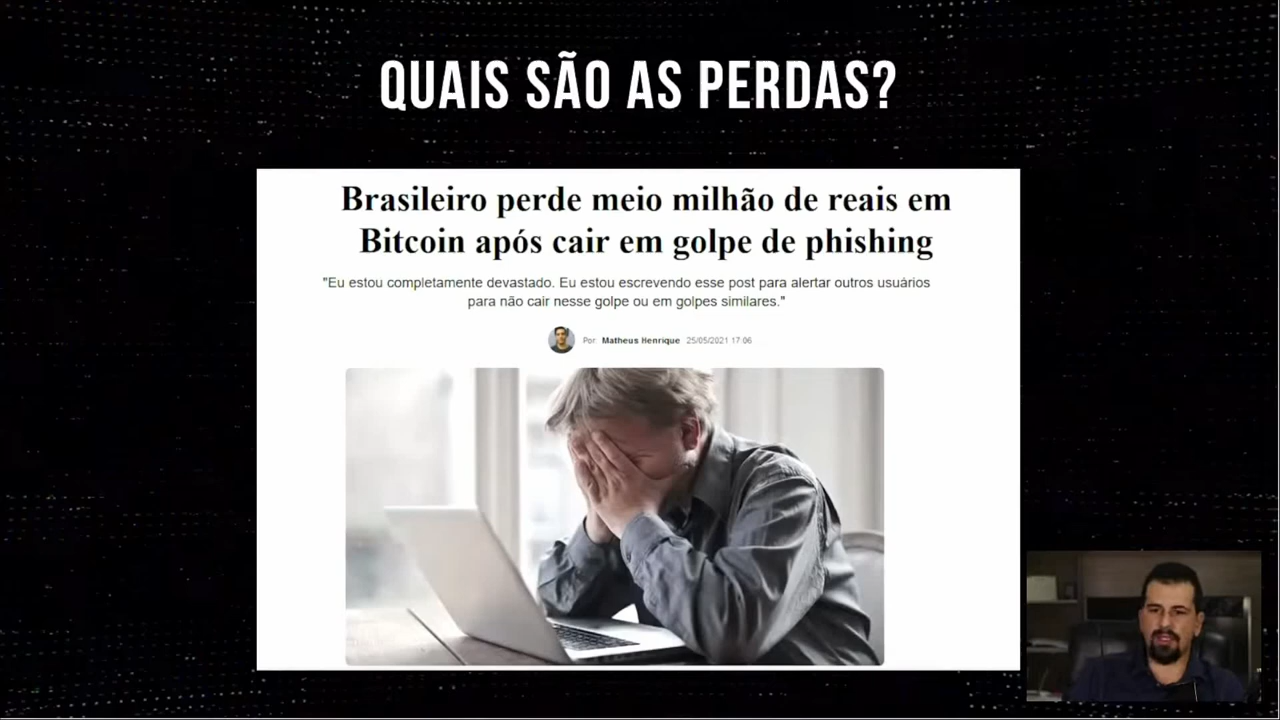 QUAIS SÃO AS PERDAS?
Brasileiro perde meio milhão de reais em
Bitcoin após cair em golpe de phishing
"Eu estou completamente devastado. Eu estou escrevendo esse post para alertar outros usuários
para não cair nesse golpe ou em golpes similares."
Por: Matheus Henrique 25/05/2021 17:06